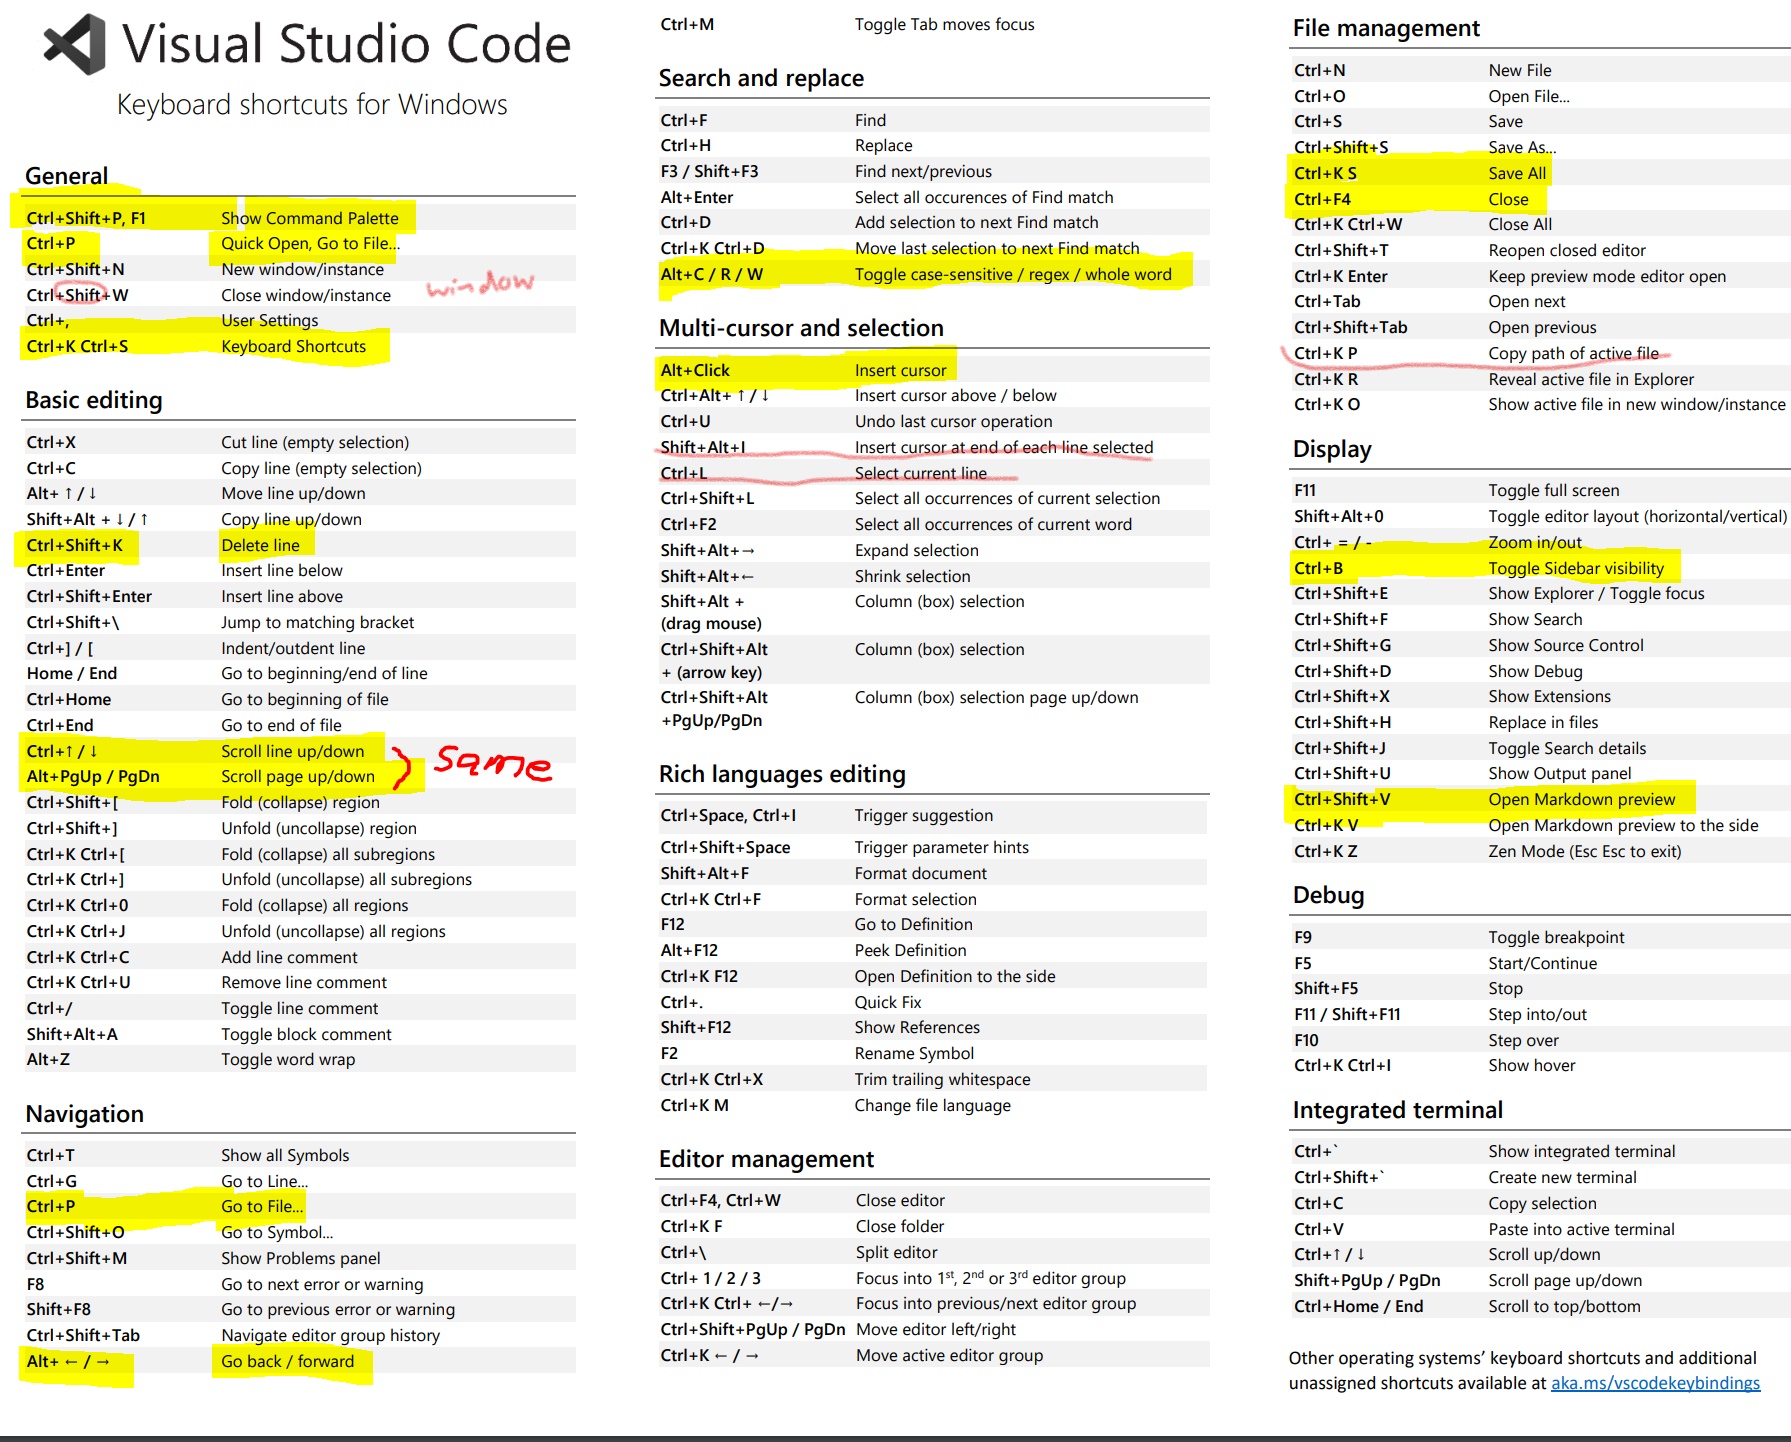 Visual Studio Code
Keyboard shortcuts for Windows
General
Ctrl+Shift+P, F1 Show Command Palette
Ctrl+P Quick Open, Go to File...
Ctrl+Shift+N New window/instance
Ctrl+Shift+W Close window/instance window
Ctrl+, User Settings
Ctrl+K Ctrl+S Keyboard Shortcuts
Basic editing
Ctrl+X Cut line (empty selection)
Ctrl+C Copy line (empty selection)
Alt+ ↑ / ↓ Move line up/down
Shift+Alt + ↓ / ↑ Copy line up/down
Ctrl+Shift+K Delete line
Ctrl+Enter Insert line below
Ctrl+Shift+Enter Insert line above
Ctrl+Shift+\ Jump to matching bracket
Ctrl+] / [ Indent/outdent line
Home / End Go to beginning/end of line
Ctrl+Home Go to beginning of file
Ctrl+End Go to end of file
Ctrl+↑ / ↓ Scroll line up/down
Alt+PgUp / PgDn Scroll page up/down
same
Ctrl+Shift+[ Fold (collapse) region
Ctrl+Shift+] Unfold (uncollapse) region
Ctrl+K Ctrl+[ Fold (collapse) all subregions
Ctrl+K Ctrl+] Unfold (uncollapse) all subregions
Ctrl+K Ctrl+0 Fold (collapse) all regions
Ctrl+K Ctrl+J Unfold (uncollapse) all regions
Ctrl+K Ctrl+C Add line comment
Ctrl+K Ctrl+U Remove line comment
Ctrl+/ Toggle line comment
Shift+Alt+A Toggle block comment
Alt+Z Toggle word wrap
Navigation
Ctrl+T Show all Symbols
Ctrl+G Go to Line...
Ctrl+P Go to File...
Ctrl+Shift+O Go to Symbol...
Ctrl+Shift+M Show Problems panel
F8 Go to next error or warning
Shift+F8 Go to previous error or warning
Ctrl+Shift+Tab Navigate editor group history
Alt+ ← / → Go back / forward
Ctrl+M Toggle Tab moves focus
Search and replace
Ctrl+F Find
Ctrl+H Replace
F3 / Shift+F3 Find next/previous
Alt+Enter Select all occurences of Find match
Ctrl+D Add selection to next Find match
Ctrl+K Ctrl+D Move last selection to next Find match
Alt+C / R / W Toggle case-sensitive / regex / whole word
Multi-cursor and selection
Alt+Click Insert cursor
Ctrl+Alt+ ↑ / ↓ Insert cursor above / below
Ctrl+U Undo last cursor operation
Shift+Alt+I Insert cursor at end of each line selected
Ctrl+L Select current line
Ctrl+Shift+L Select all occurrences of current selection
Ctrl+F2 Select all occurrences of current word
Shift+Alt+→ Expand selection
Shift+Alt+← Shrink selection
Shift+Alt + Column (box) selection
(drag mouse)
Ctrl+Shift+Alt Column (box) selection
+ (arrow key)
Ctrl+Shift+Alt Column (box) selection page up/down
+PgUp/PgDn
Rich languages editing
Ctrl+Space, Ctrl+I Trigger suggestion
Ctrl+Shift+Space Trigger parameter hints
Shift+Alt+F Format document
Ctrl+K Ctrl+F Format selection
F12 Go to Definition
Alt+F12 Peek Definition
Ctrl+K F12 Open Definition to the side
Ctrl+. Quick Fix
Shift+F12 Show References
F2 Rename Symbol
Ctrl+K Ctrl+X Trim trailing whitespace
Ctrl+K M Change file language
Editor management
Ctrl+F4, Ctrl+W Close editor
Ctrl+K F Close folder
Ctrl+\ Split editor
Ctrl+ 1 / 2 / 3 Focus into 1st, 2nd or 3rd editor group
Ctrl+K Ctrl+ ←/→ Focus into previous/next editor group
Ctrl+Shift+PgUp / PgDn Move editor left/right
Ctrl+K ← / → Move active editor group
File management
Ctrl+N New File
Ctrl+O Open File...
Ctrl+S Save
Ctrl+Shift+S Save As...
Ctrl+K S Save All
Ctrl+F4 Close
Ctrl+K Ctrl+W Close All
Ctrl+Shift+T Reopen closed editor
Ctrl+K Enter Keep preview mode editor open
Ctrl+Tab Open next
Ctrl+Shift+Tab Open previous
Ctrl+K P Copy path of active file
Ctrl+K R Reveal active file in Explorer
Ctrl+K O Show active file in new window/instance
Display
F11 Toggle full screen
Shift+Alt+0 Toggle editor layout (horizontal/vertical)
Ctrl+ = / - Zoom in/out
Ctrl+B Toggle Sidebar visibility
Ctrl+Shift+E Show Explorer / Toggle focus
Ctrl+Shift+F Show Search
Ctrl+Shift+G Show Source Control
Ctrl+Shift+D Show Debug
Ctrl+Shift+X Show Extensions
Ctrl+Shift+H Replace in files
Ctrl+Shift+J Toggle Search details
Ctrl+Shift+U Show Output panel
Ctrl+Shift+V Open Markdown preview
Ctrl+K V Open Markdown preview to the side
Ctrl+K Z Zen Mode (Esc Esc to exit)
Debug
F9 Toggle breakpoint
F5 Start/Continue
Shift+F5 Stop
F11 / Shift+F11 Step into/out
F10 Step over
Ctrl+K Ctrl+I Show hover
Integrated terminal
Ctrl+` Show integrated terminal
Ctrl+Shift+` Create new terminal
Ctrl+C Copy selection
Ctrl+V Paste into active terminal
Ctrl+↑ / ↓ Scroll up/down
Shift+PgUp / PgDn Scroll page up/down
Ctrl+Home / End Scroll to top/bottom
Other operating systems’ keyboard shortcuts and additional
unassigned shortcuts available at aka.ms/vscodekeybindings